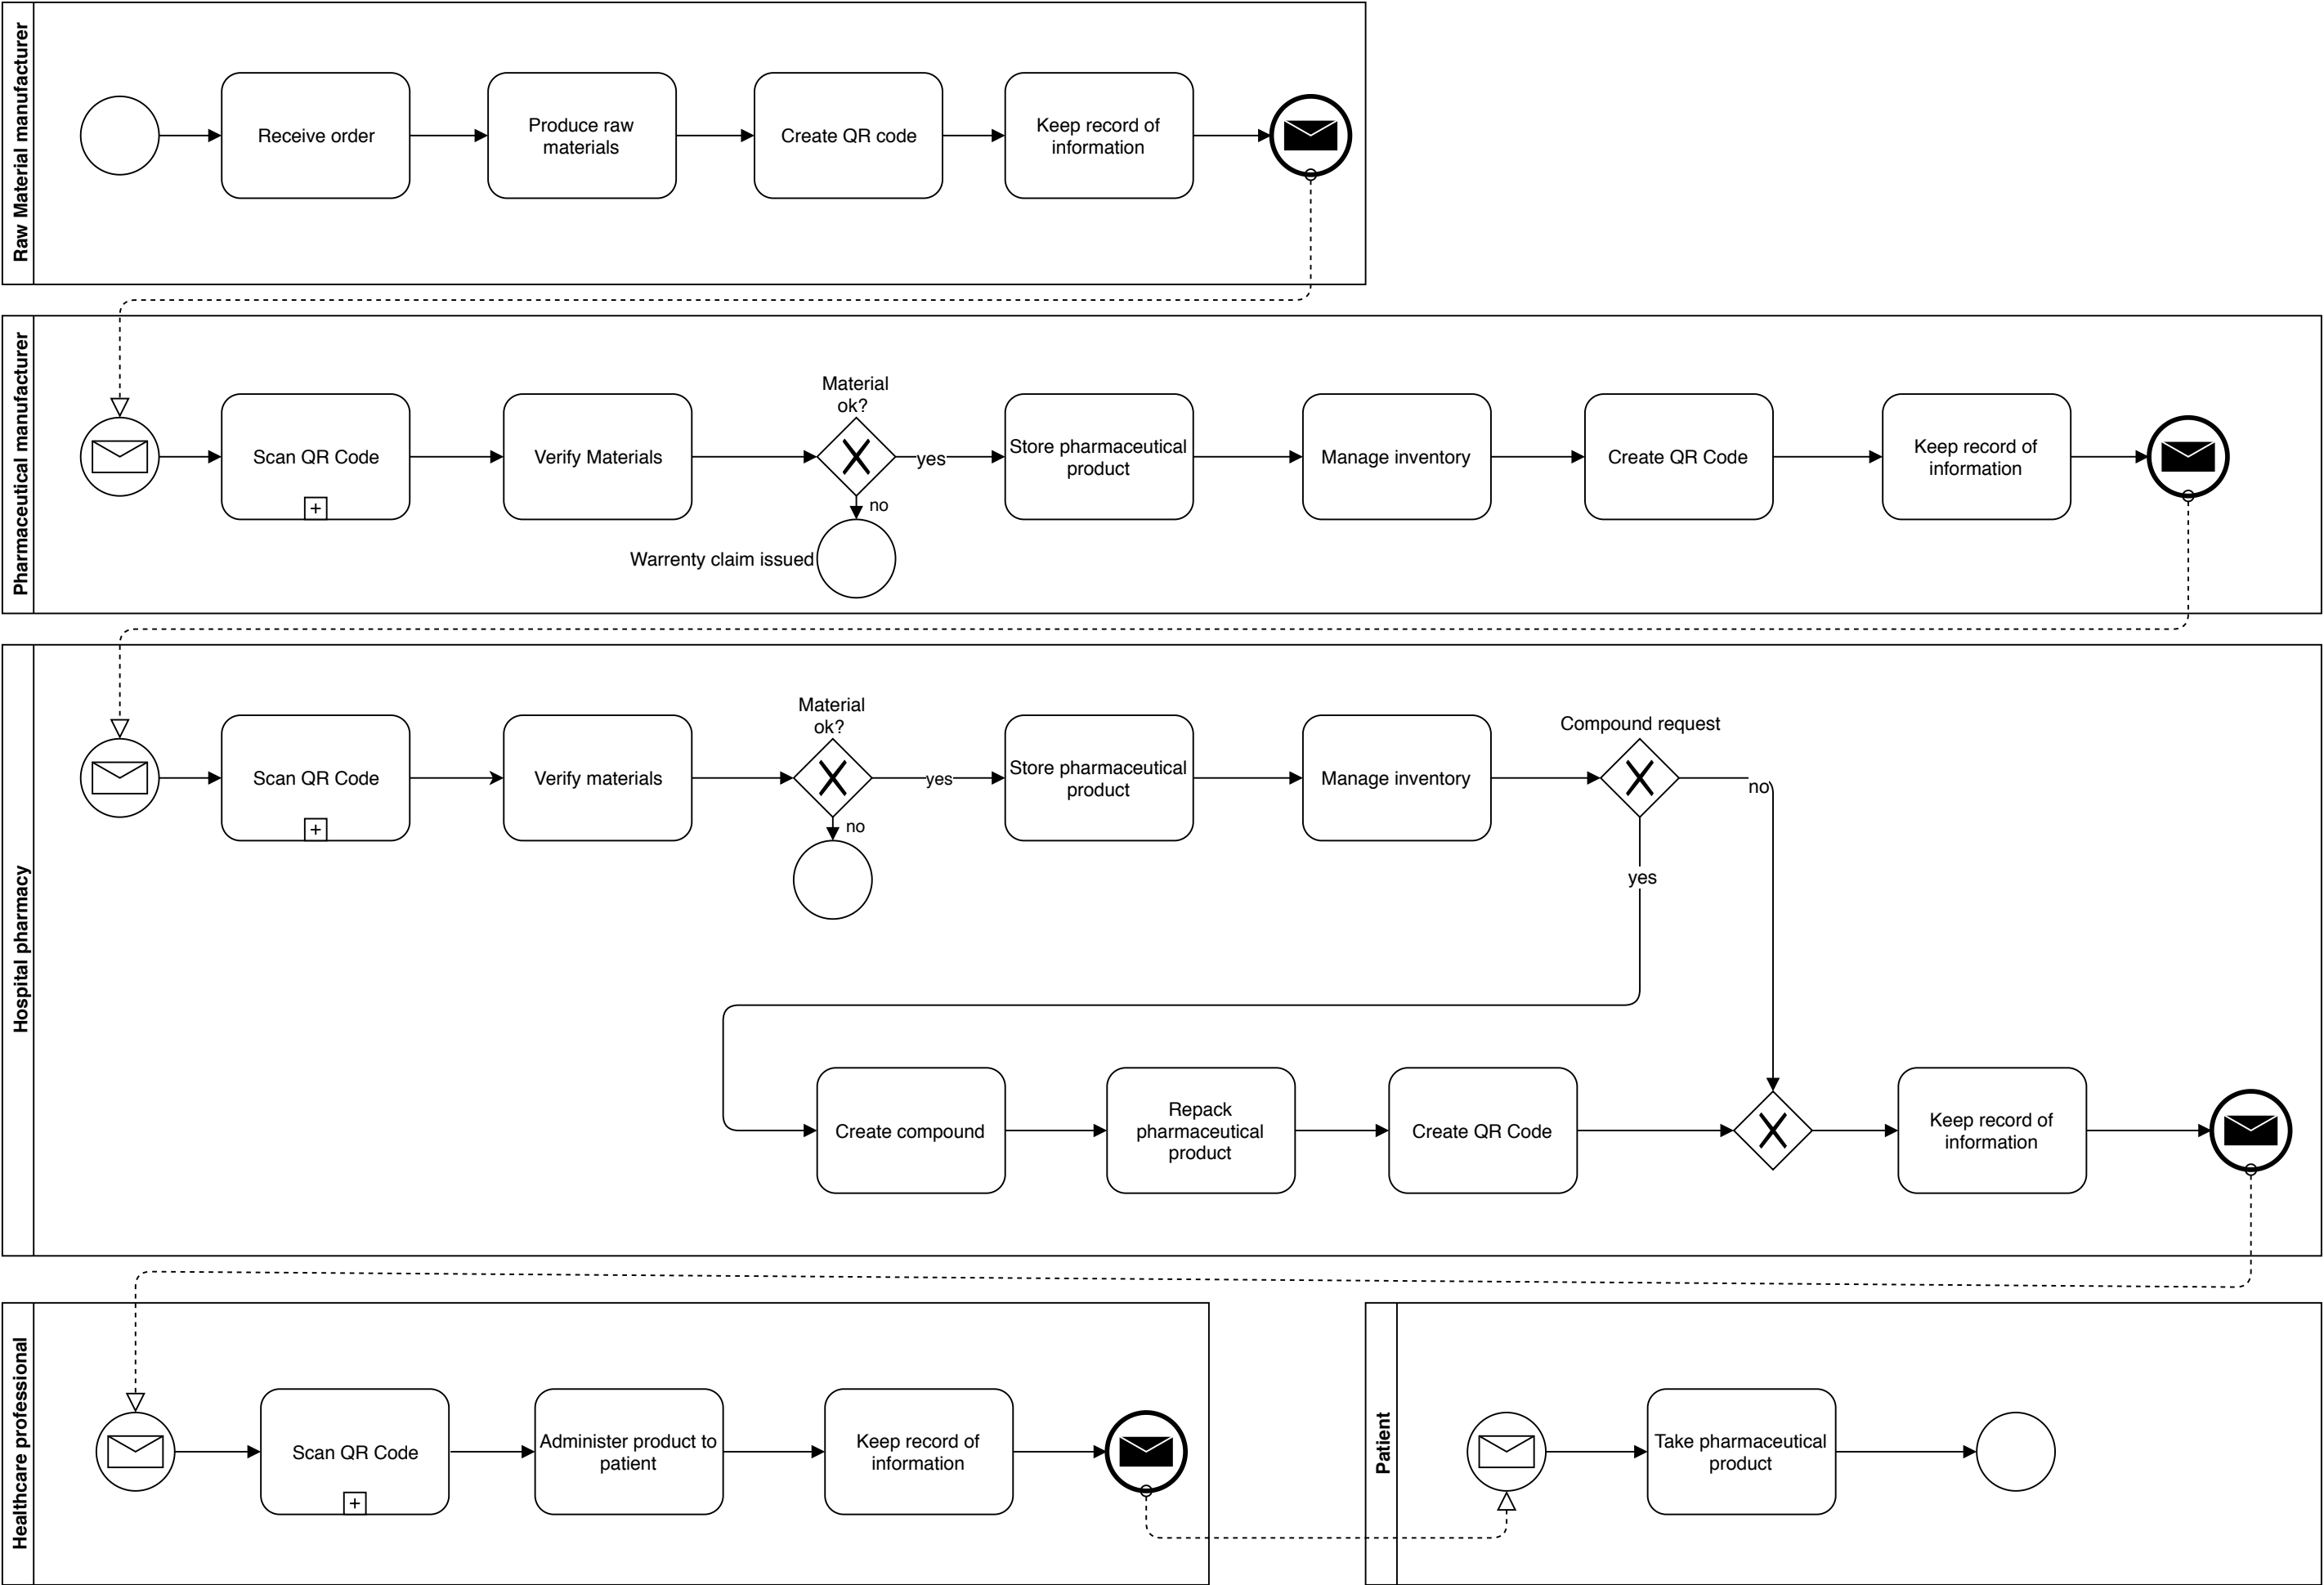 Raw Material manufacturer
Receive order
Produce raw
materials
Create QR code
Keep record of
information
Pharmaceutical manufacturer
Scan QR Code
Verify Materials
Material
ok?
yes
no
Warrenty claim issued
Store pharmaceutical
product
Manage inventory
Create QR Code
Keep record of
information
Hospital pharmacy
Scan QR Code
Verify materials
Material
ok?
yes
no
Store pharmaceutical
product
Manage inventory
Compound request
no
yes
Create compound
Repack
pharmaceutical
product
Create QR Code
Keep record of
information
Healthcare professional
Scan QR Code
Administer product to
patient
Keep record of
information
Patient
Take pharmaceutical
product